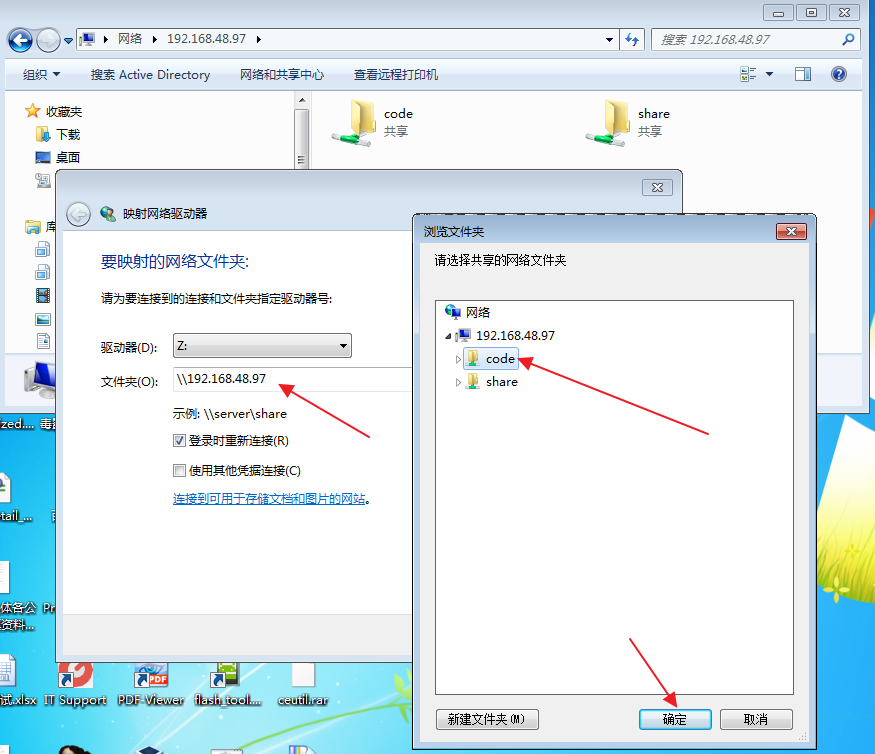 网络 192.168.48.97
搜索 192.168.48.97
组织 搜索 Active Directory 网络和共享中心 查看远程打印机
收藏夹
下载
桌面
库
code
共享
share
共享
映射网络驱动器
要映射的网络文件夹:
请为要连接到的连接和文件夹指定驱动器号:
驱动器(D): Z:
文件夹(O): \\192.168.48.97
示例: \\server\share
登录时重新连接(R)
使用其他凭据连接(C)
连接到可用于存储文档和图片的网站。
浏览文件夹
请选择共享的网络文件夹
网络
192.168.48.97
code
share
新建文件夹(M) 确定 取消
zed....
tail_...
体各公
资料...
试.xlsx
IT Support
PDF-Viewer
flash_tool....
ceutil.rar